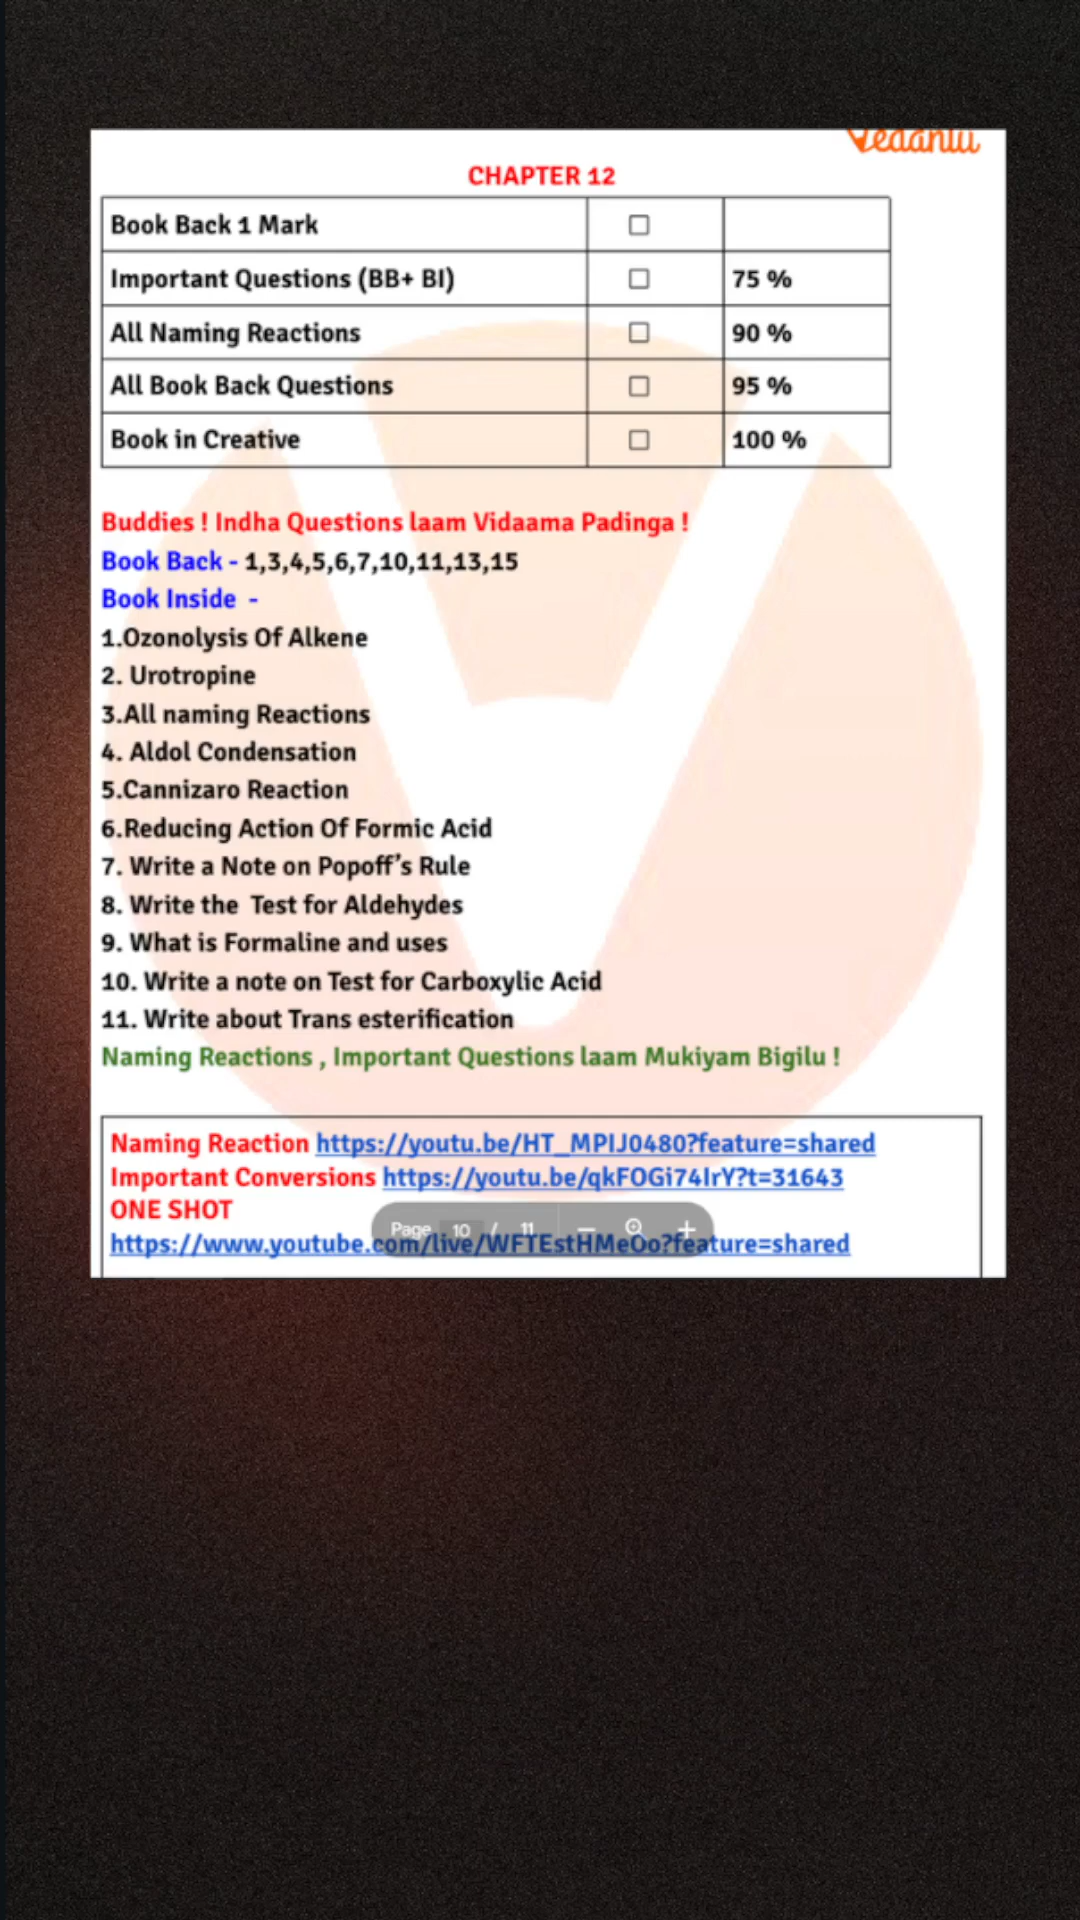 Vedantu
CHAPTER 12
Book Back 1 Mark ☐
Important Questions (BB+ BI) ☐ 75 %
All Naming Reactions ☐ 90 %
All Book Back Questions ☐ 95 %
Book in Creative ☐ 100 %
Buddies ! Indha Questions laam Vidaama Padinga !
Book Back - 1,3,4,5,6,7,10,11,13,15
Book Inside -
1.Ozonolysis Of Alkene
2. Urotropine
3.All naming Reactions
4. Aldol Condensation
5.Cannizaro Reaction
6.Reducing Action Of Formic Acid
7. Write a Note on Popoff’s Rule
8. Write the Test for Aldehydes
9. What is Formaline and uses
10. Write a note on Test for Carboxylic Acid
11. Write about Trans esterification
Naming Reactions , Important Questions laam Mukiyam Bigilu !
Naming Reaction https://youtu.be/HT_MPIJ0480?feature=shared
Important Conversions https://youtu.be/qkFOGi74IrY?t=31643
ONE SHOT
Page 10 / 11 — +
https://www.youtube.com/live/WFTEstHMeOo?feature=shared